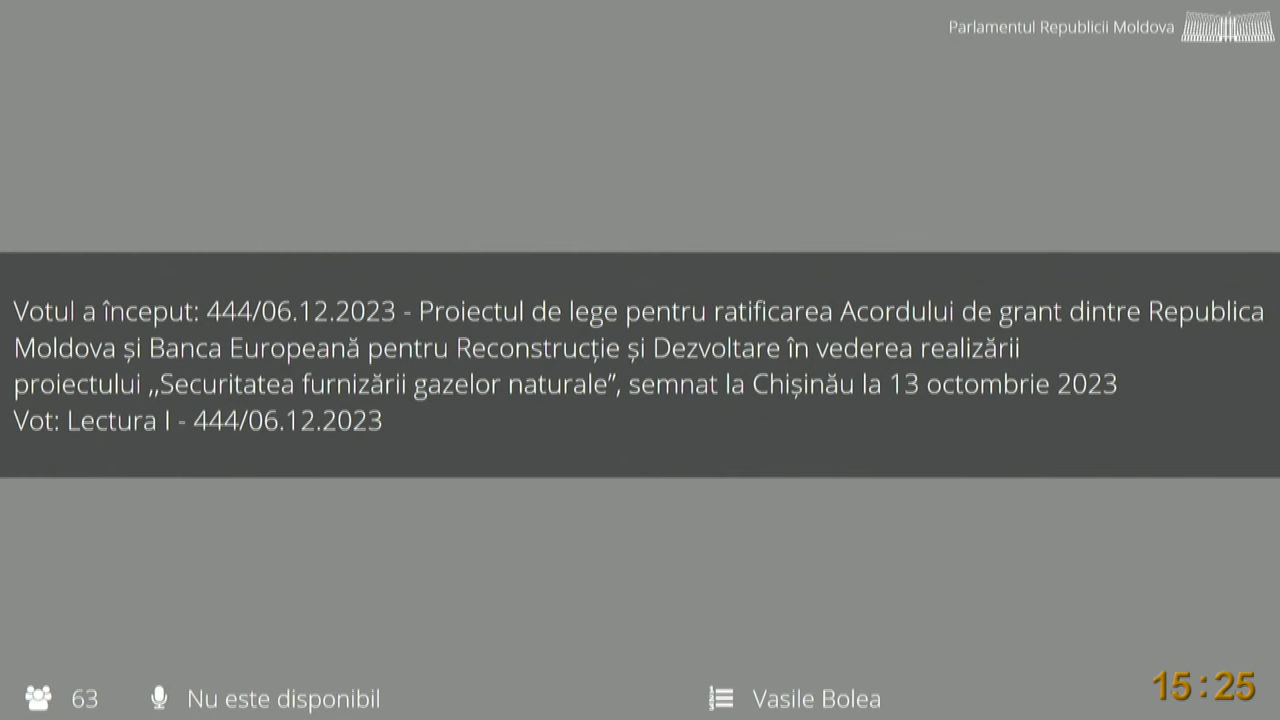 Parlamentul Republicii Moldova
Votul a început: 444/06.12.2023 - Proiectul de lege pentru ratificarea Acordului de grant dintre Republica
Moldova și Banca Europeană pentru Reconstrucție și Dezvoltare în vederea realizării
proiectului ,,Securitatea furnizării gazelor naturale”, semnat la Chișinău la 13 octombrie 2023
Vot: Lectura I - 444/06.12.2023
63 Nu este disponibil Vasile Bolea 15:25